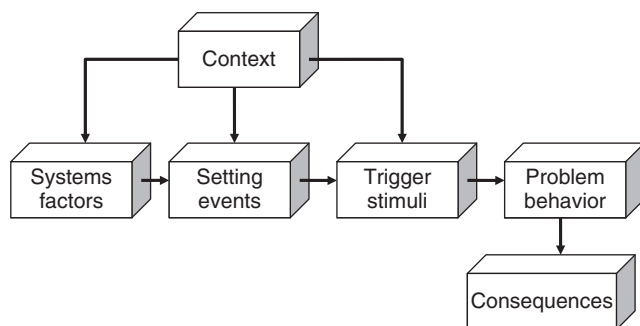 Context
Systems
factors
Setting
events
Trigger
stimuli
Problem
behavior
Consequences